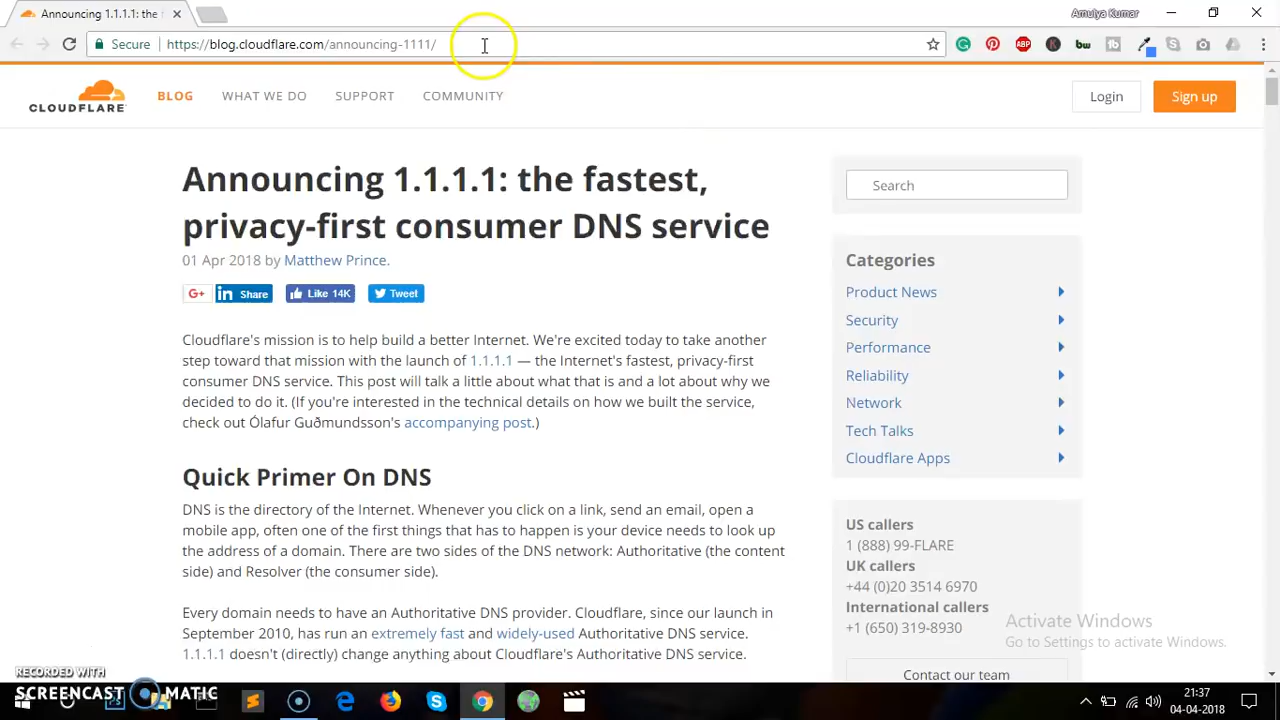 Announcing 1.1.1.1: the f
Amulya Kumar
Secure
https://blog.cloudflare.com/announcing-1111/
ABP
bw
CLOUDFLARE
BLOG
WHAT WE DO
SUPPORT
COMMUNITY
Login
Sign up
Announcing 1.1.1.1: the fastest,
privacy-first consumer DNS service
01 Apr 2018 by Matthew Prince.
G+
in Share
Like 14K
Tweet
Cloudflare's mission is to help build a better Internet. We're excited today to take another
step toward that mission with the launch of 1.1.1.1 — the Internet's fastest, privacy-first
consumer DNS service. This post will talk a little about what that is and a lot about why we
decided to do it. (If you're interested in the technical details on how we built the service,
check out Ólafur Guðmundsson's accompanying post.)
Quick Primer On DNS
DNS is the directory of the Internet. Whenever you click on a link, send an email, open a
mobile app, often one of the first things that has to happen is your device needs to look up
the address of a domain. There are two sides of the DNS network: Authoritative (the content
side) and Resolver (the consumer side).
Every domain needs to have an Authoritative DNS provider. Cloudflare, since our launch in
September 2010, has run an extremely fast and widely-used Authoritative DNS service.
1.1.1.1 doesn't (directly) change anything about Cloudflare's Authoritative DNS service.
Search
Categories
Product News
Security
Performance
Reliability
Network
Tech Talks
Cloudflare Apps
US callers
1 (888) 99-FLARE
UK callers
+44 (0)20 3514 6970
International callers
+1 (650) 319-8930
Contact our team
Activate Windows
Go to Settings to activate Windows.
RECORDED WITH
SCREENCAST MATIC
21:37
04-04-2018